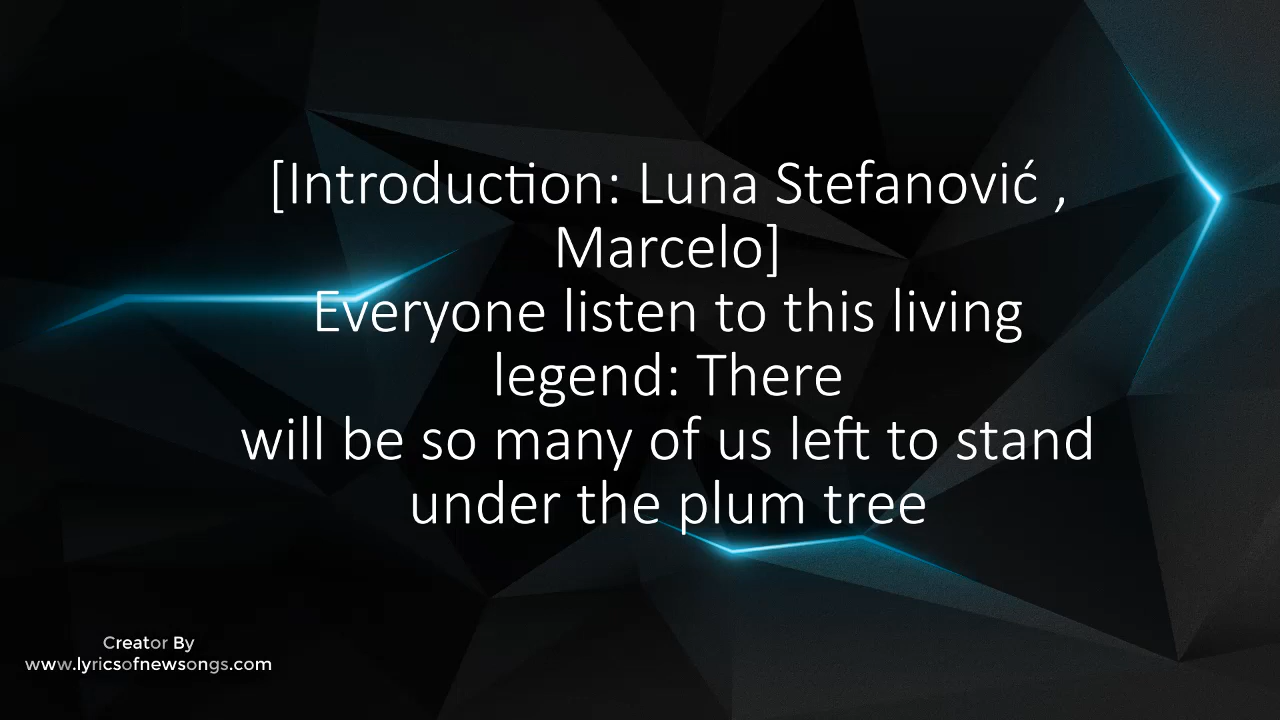 [Introduction: Luna Stefanović ,
Marcelo]
Everyone listen to this living
legend: There
will be so many of us left to stand
under the plum tree
Creator By
www.lyricsofnewsongs.com